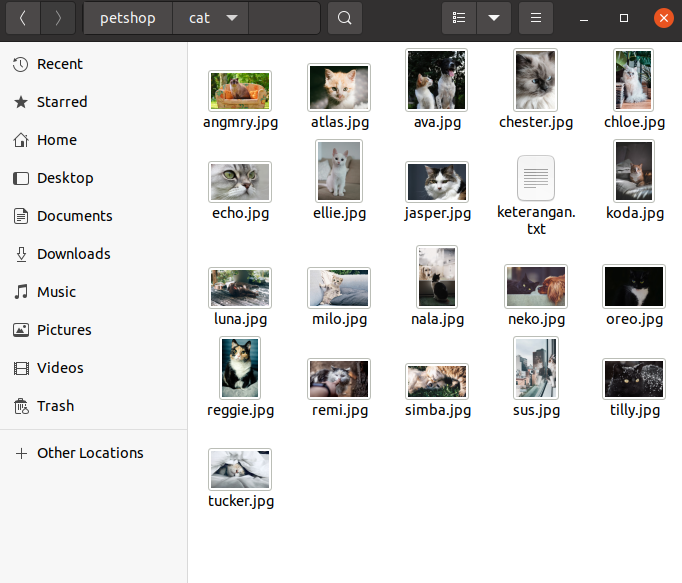 petshop cat
Recent
Starred
Home
Desktop
Documents
Downloads
Music
Pictures
Videos
Trash
Other Locations
angmry.jpg atlas.jpg ava.jpg chester.jpg chloe.jpg
echo.jpg ellie.jpg jasper.jpg keterangan.
txt
koda.jpg
luna.jpg milo.jpg nala.jpg neko.jpg oreo.jpg
reggie.jpg remi.jpg simba.jpg sus.jpg tilly.jpg
tucker.jpg